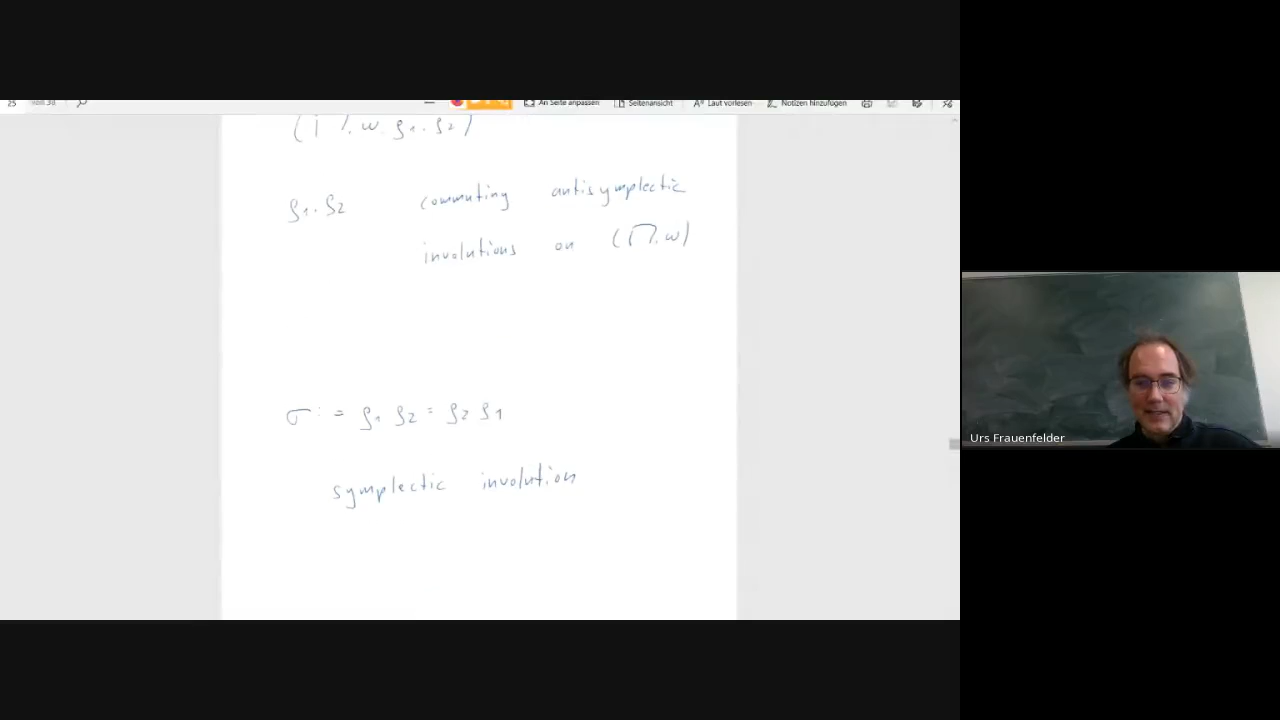 25
An Seite anpassen Seitenansicht Laut vorlesen Notizen hinzufügen
(M, ω, ρ₁, ρ₂)
ρ₁, ρ₂ commuting antisymplectic
involutions on (M, ω)
σ := ρ₁ ρ₂ = ρ₂ ρ₁
symplectic involution
Urs Frauenfelder